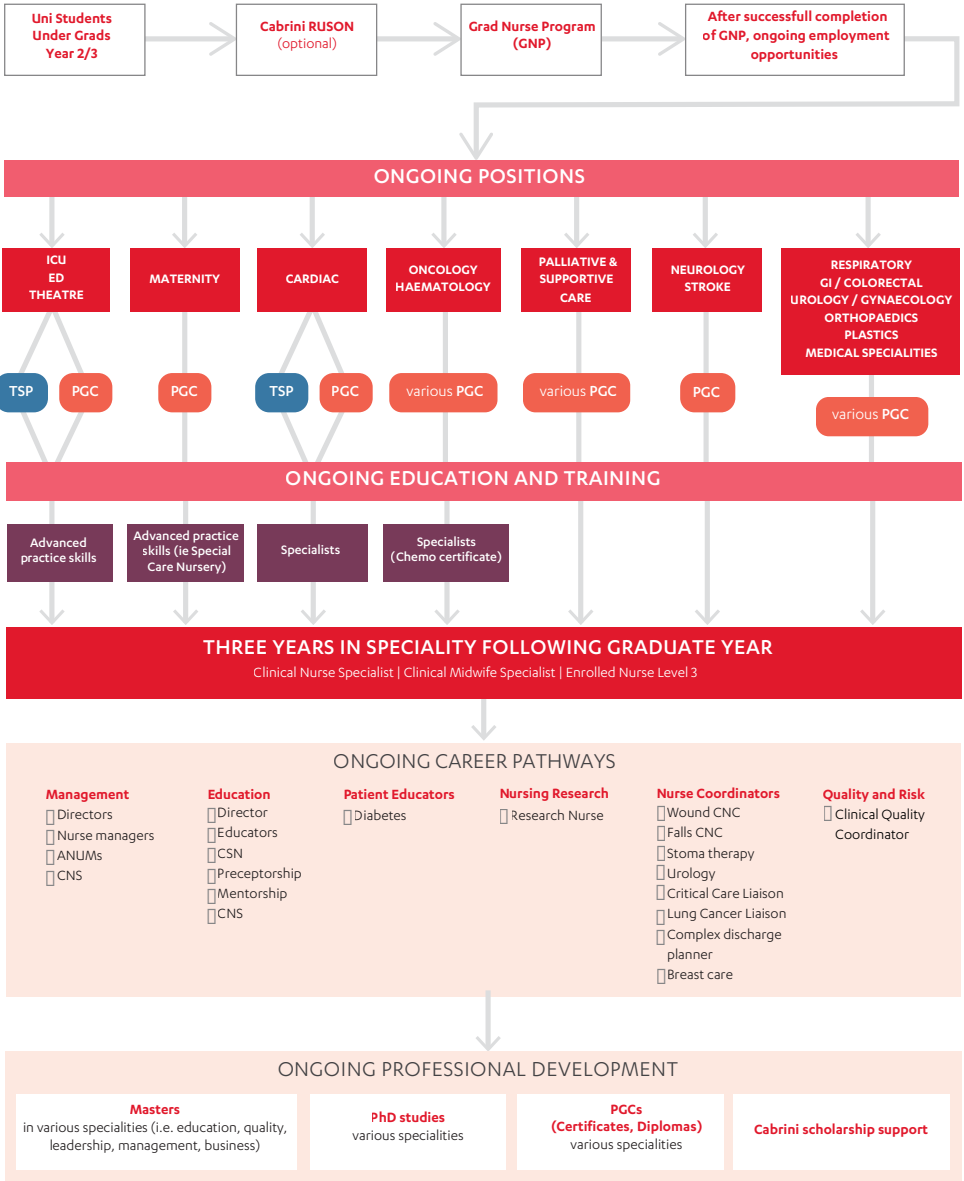 Uni Students
Under Grads
Year 2/3
Cabrini RUSON
(optional)
Grad Nurse Program
(GNP)
After successfull completion
of GNP, ongoing employment
opportunities
ONGOING POSITIONS
ICU
ED
THEATRE
MATERNITY
CARDIAC
ONCOLOGY
HAEMATOLOGY
PALLIATIVE &
SUPPORTIVE
CARE
NEUROLOGY
STROKE
RESPIRATORY
GI / COLORECTAL
UROLOGY / GYNAECOLOGY
ORTHOPAEDICS
PLASTICS
MEDICAL SPECIALITIES
TSP
PGC
PGC
TSP
PGC
various PGC
various PGC
PGC
various PGC
ONGOING EDUCATION AND TRAINING
Advanced
practice skills
Advanced practice
skills (ie Special
Care Nursery)
Specialists
Specialists
(Chemo certificate)
THREE YEARS IN SPECIALITY FOLLOWING GRADUATE YEAR
Clinical Nurse Specialist | Clinical Midwife Specialist | Enrolled Nurse Level 3
ONGOING CAREER PATHWAYS
Management
Directors
Nurse managers
ANUMs
CNS
Education
Director
Educators
CSN
Preceptorship
Mentorship
CNS
Patient Educators
Diabetes
Nursing Research
Research Nurse
Nurse Coordinators
Wound CNC
Falls CNC
Stoma therapy
Urology
Critical Care Liaison
Lung Cancer Liaison
Complex discharge
planner
Breast care
Quality and Risk
Clinical Quality
Coordinator
ONGOING PROFESSIONAL DEVELOPMENT
Masters
in various specialities (i.e. education, quality,
leadership, management, business)
PhD studies
various specialities
PGCs
(Certificates, Diplomas)
various specialities
Cabrini scholarship support